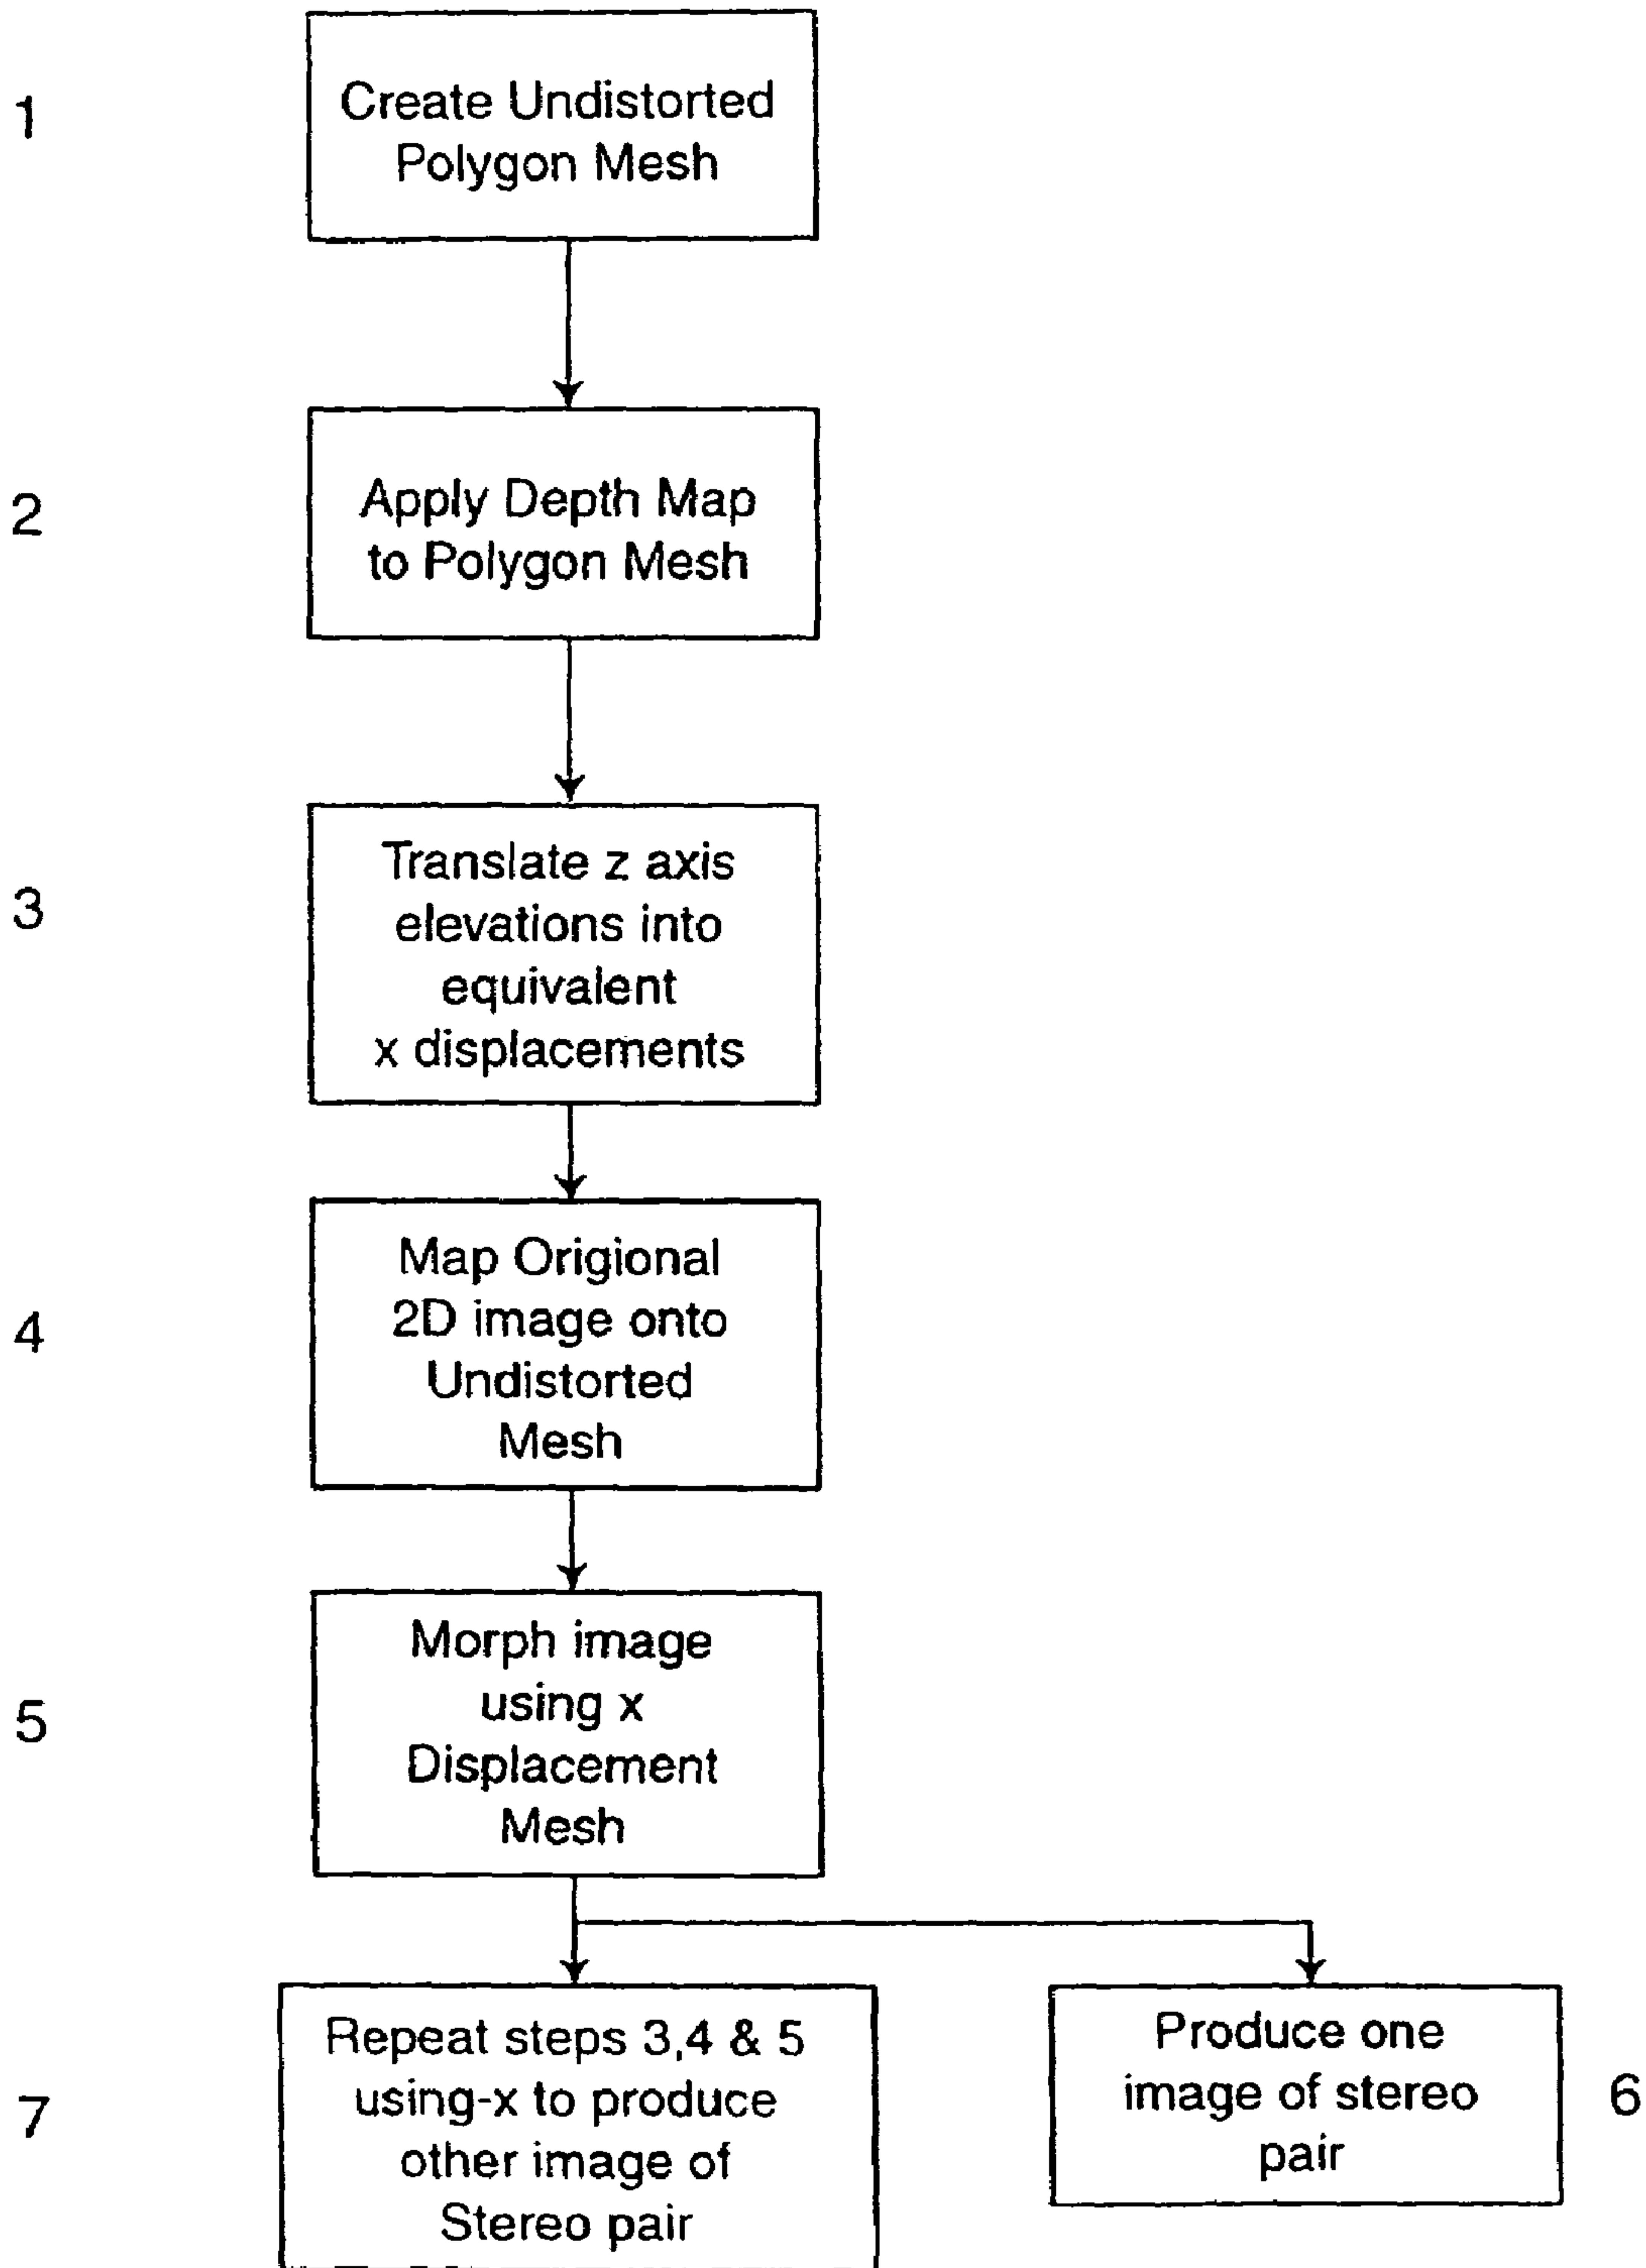 1
Create Undistorted
Polygon Mesh
2
Apply Depth Map
to Polygon Mesh
3
Translate z axis
elevations into
equivalent
x displacements
4
Map Origional
2D image onto
Undistorted
Mesh
5
Morph image
using x
Displacement
Mesh
7
Repeat steps 3,4 & 5
using-x to produce
other image of
Stereo pair
Produce one
image of stereo
pair
6